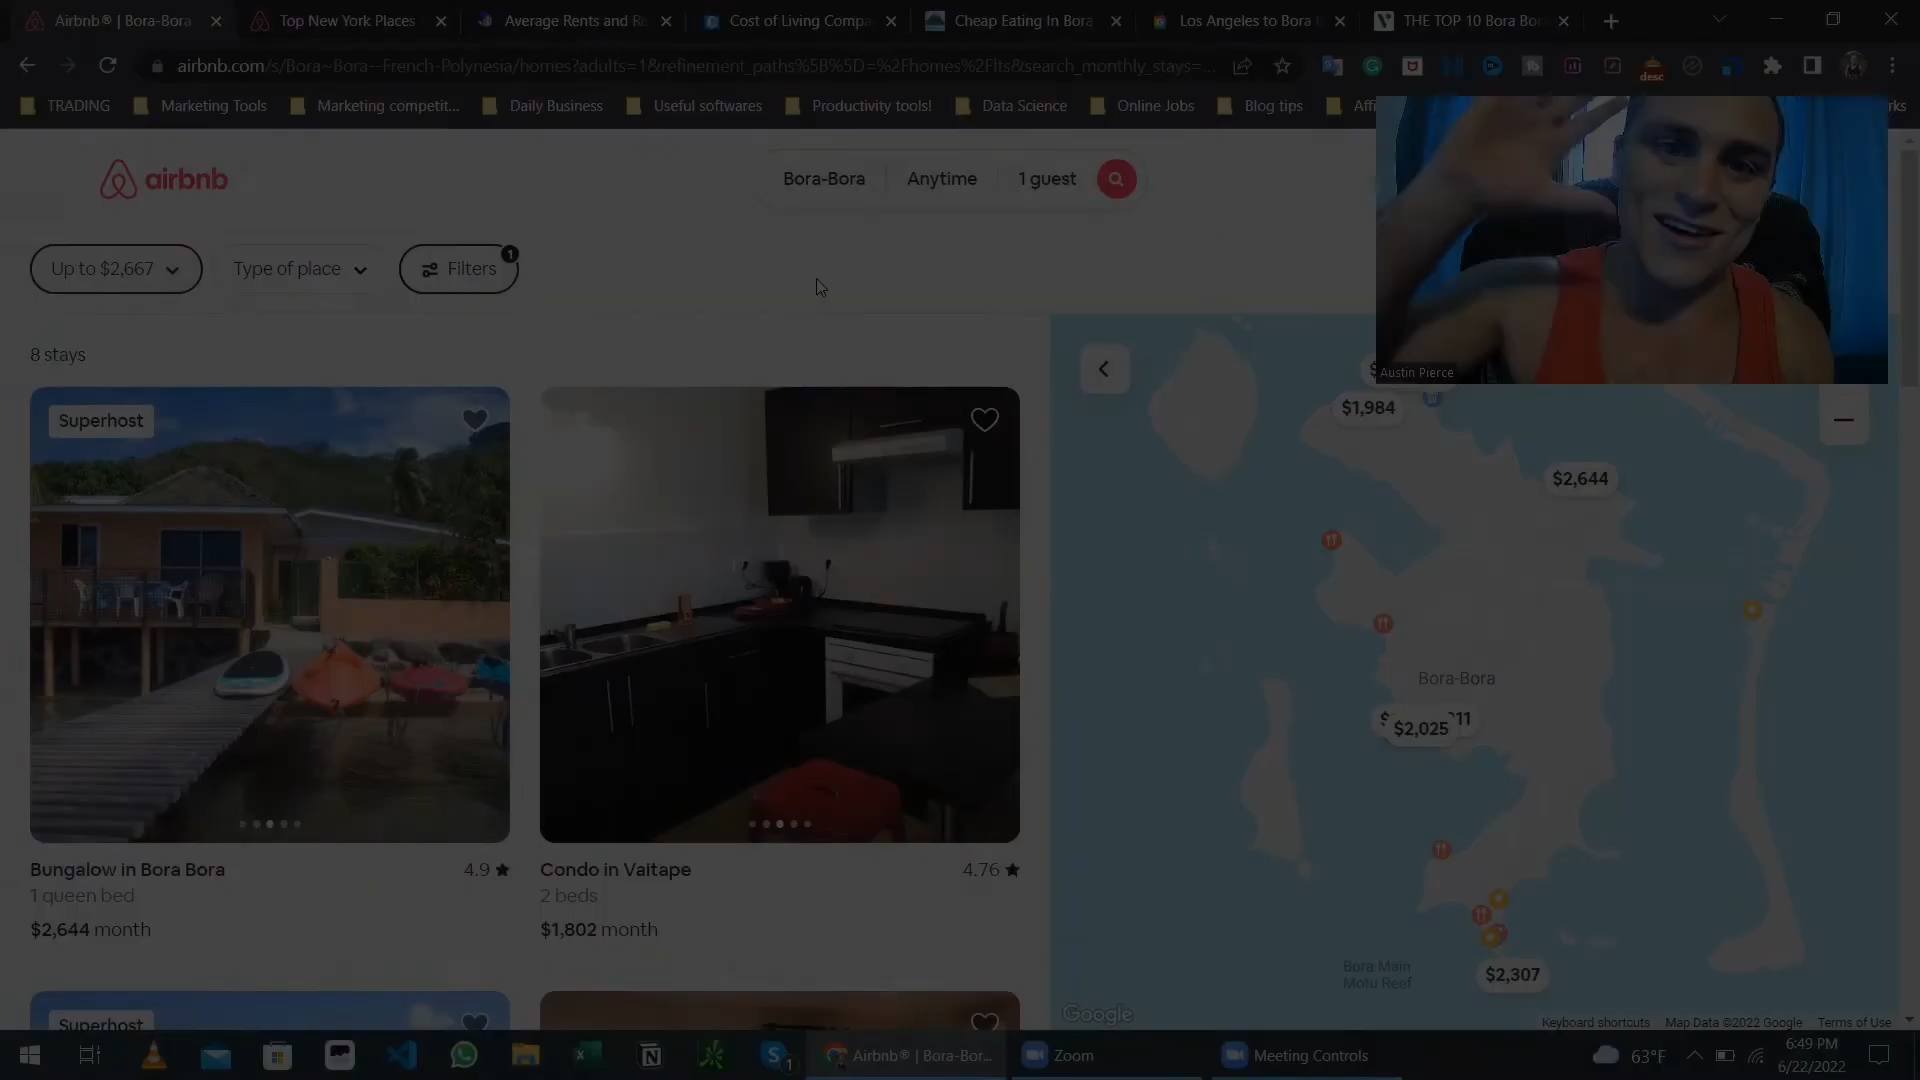 Airbnb® | Bora-Bora
Top New York Places
Average Rents and Re
Cost of Living Compa
Cheap Eating In Bora
Los Angeles to Bora
THE TOP 10 Bora Bor
airbnb.com/s/Bora~Bora--French-Polynesia/homes?adults=1&refinement_paths%5B%5D=%2Fhomes%2Flts&search_monthly_stays=...
desc
TRADING
Marketing Tools
Marketing competit...
Daily Business
Useful softwares
Productivity tools!
Data Science
Online Jobs
Blog tips
Affi
rks
airbnb
Bora-Bora
Anytime
1 guest
Up to $2,667
Type of place
Filters
1
8 stays
Austin Pierce
Superhost
$1,984
$2,644
Bora-Bora
$2,025
11
Bungalow in Bora Bora
4.9
1 queen bed
$2,644 month
Condo in Vaitape
4.76
2 beds
$1,802 month
Bora Main
Motu Reef
$2,307
Superhost
Google
Keyboard shortcuts
Map Data ©2022 Google
Terms of Use
1
Airbnb® | Bora-Bor...
Zoom
Meeting Controls
63°F
6:49 PM
6/22/2022